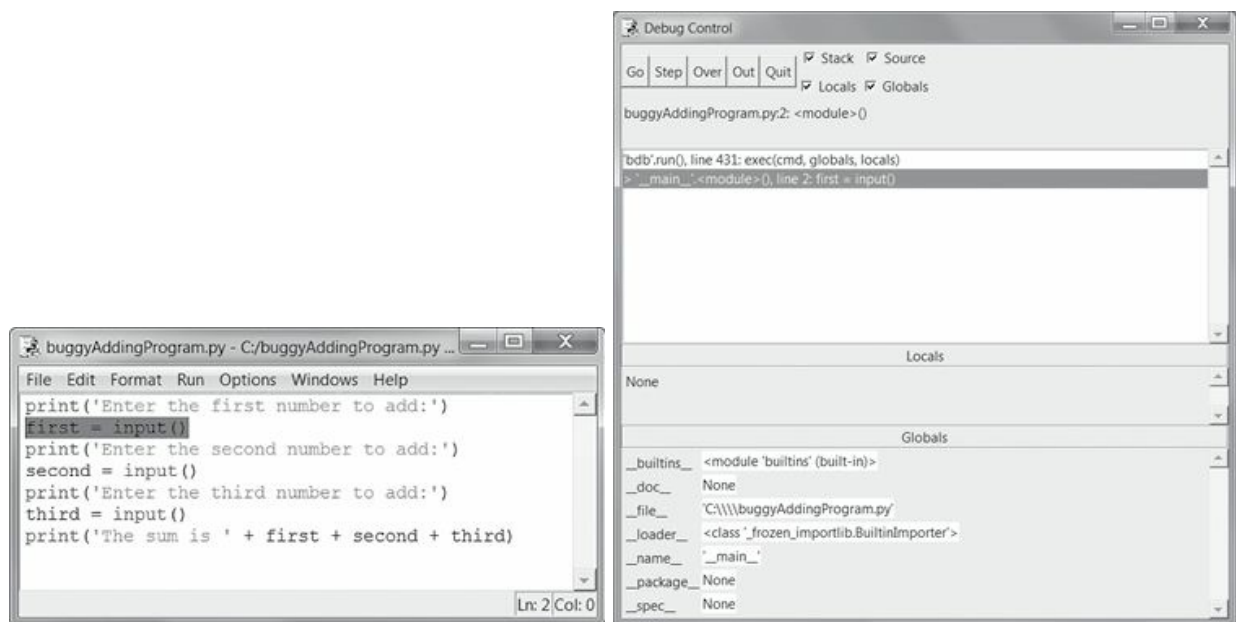 buggyAddingProgram.py - C:/buggyAddingProgram.py ...
File Edit Format Run Options Windows Help
print('Enter the first number to add:')
first = input()
print('Enter the second number to add:')
second = input()
print('Enter the third number to add:')
third = input()
print('The sum is ' + first + second + third)
Ln: 2 Col: 0
Debug Control
Go Step Over Out Quit Stack Source
Locals Globals
buggyAddingProgram.py:2: <module>()
'bdb'.run(), line 431: exec(cmd, globals, locals)
> '__main__'.<module>(), line 2: first = input()
Locals
None
Globals
__builtins__ <module 'builtins' (built-in)>
__doc__ None
__file__ 'C:\\\\buggyAddingProgram.py'
__loader__ <class '_frozen_importlib.BuiltinImporter'>
__name__ '__main__'
__package__ None
__spec__ None